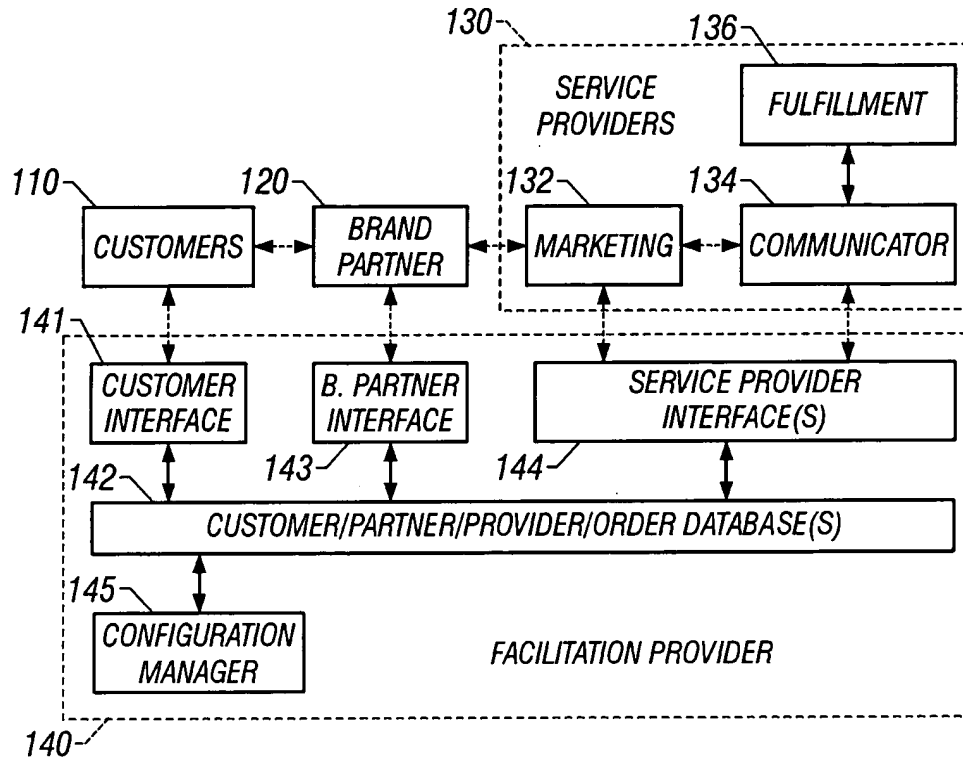 130
136
SERVICE
PROVIDERS
FULFILLMENT
110
120
132
134
CUSTOMERS
BRAND
PARTNER
MARKETING
COMMUNICATOR
141
CUSTOMER
INTERFACE
B. PARTNER
INTERFACE
SERVICE PROVIDER
INTERFACE(S)
142
143
144
CUSTOMER/PARTNER/PROVIDER/ORDER DATABASE(S)
145
CONFIGURATION
MANAGER
FACILITATION PROVIDER
140